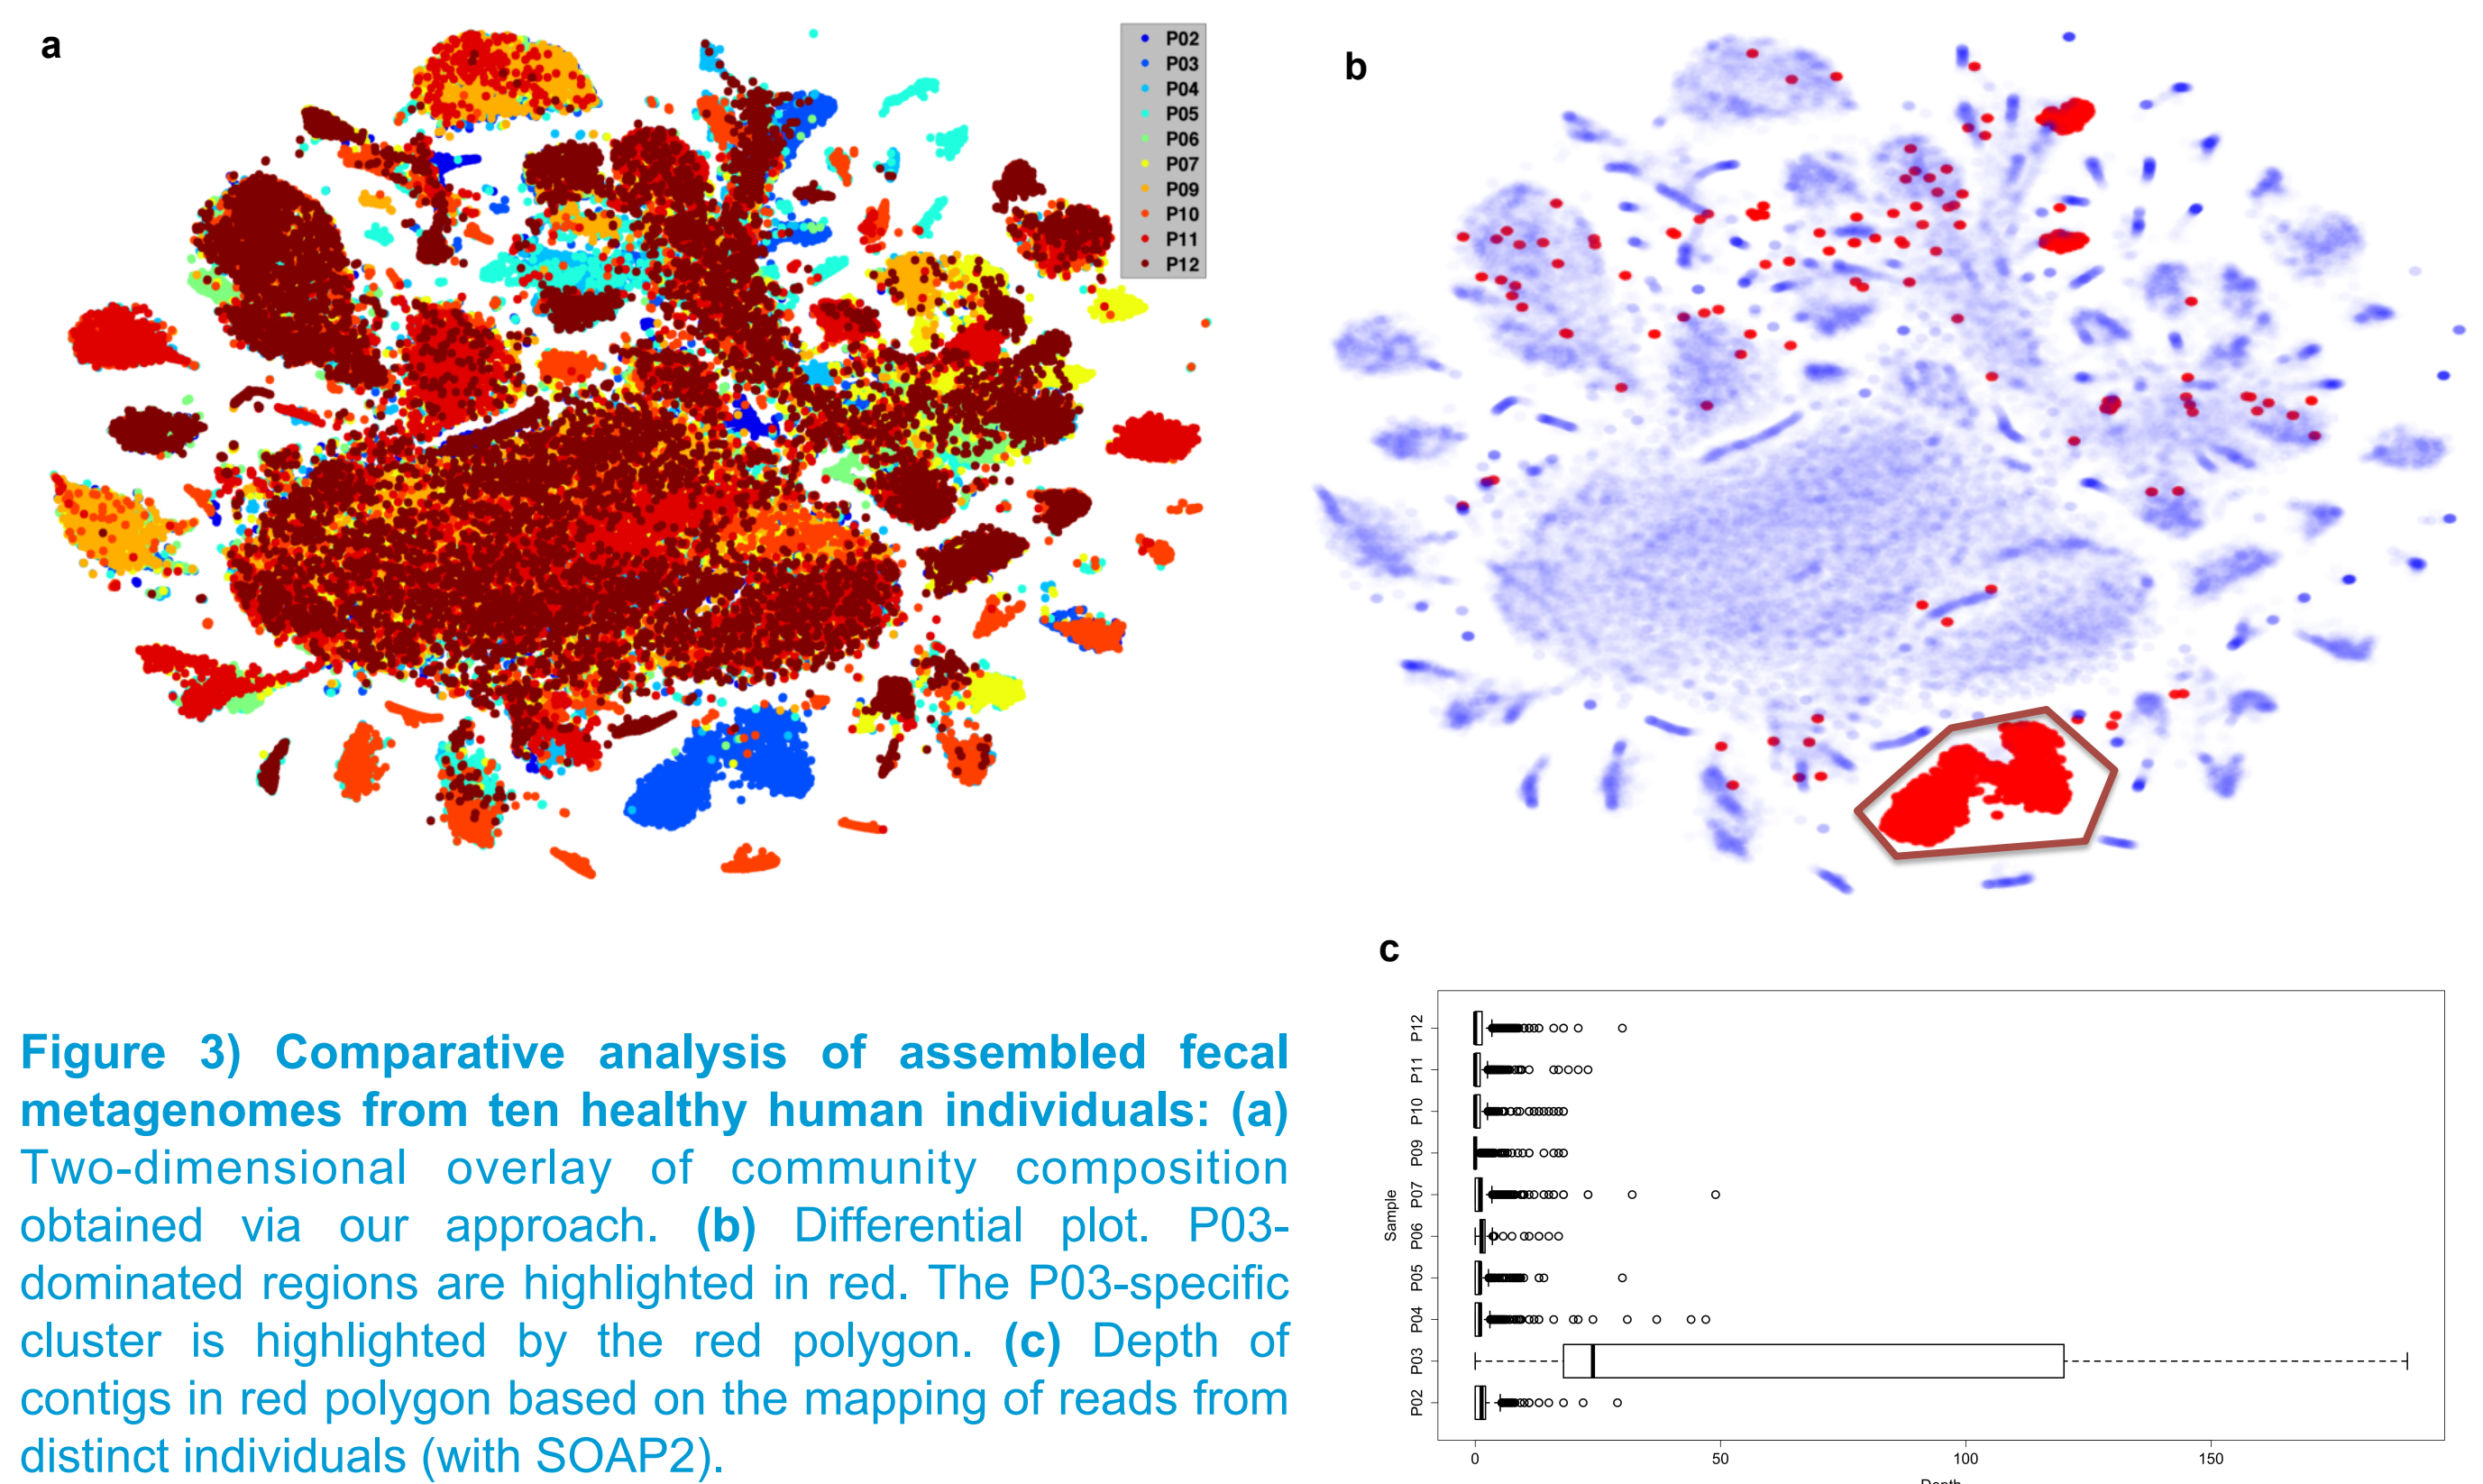 a
P02
P03
P04
P05
P06
P07
P09
P10
P11
P12
b
c
P12
P11
P10
P09
P07
P06
P05
P04
P03
P02
Sample
0 50 100 150
Depth
Figure 3) Comparative analysis of assembled fecal
metagenomes from ten healthy human individuals: (a)
Two-dimensional overlay of community composition
obtained via our approach. (b) Differential plot. P03-
dominated regions are highlighted in red. The P03-specific
cluster is highlighted by the red polygon. (c) Depth of
contigs in red polygon based on the mapping of reads from
distinct individuals (with SOAP2).